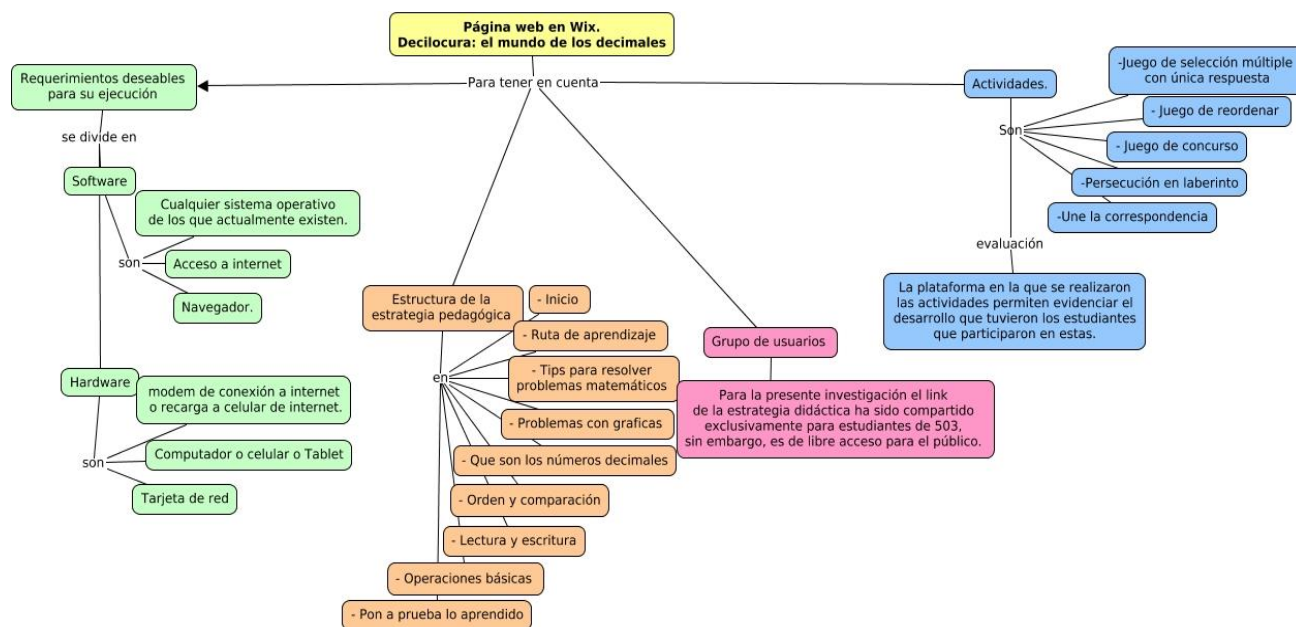 Página web en Wix.
Decilocura: el mundo de los decimales
Para tener en cuenta
Requerimientos deseables
para su ejecución
se divide en
Software
son
Cualquier sistema operativo
de los que actualmente existen.
Acceso a internet
Navegador.
Hardware
son
modem de conexión a internet
o recarga a celular de internet.
Computador o celular o Tablet
Tarjeta de red
Estructura de la
estrategia pedagógica
en
- Inicio
- Ruta de aprendizaje
- Tips para resolver
problemas matemáticos
- Problemas con graficas
- Que son los números decimales
- Orden y comparación
- Lectura y escritura
- Operaciones básicas
- Pon a prueba lo aprendido
Grupo de usuarios
Para la presente investigación el link
de la estrategia didáctica ha sido compartido
exclusivamente para estudiantes de 503,
sin embargo, es de libre acceso para el público.
Actividades.
Son
-Juego de selección múltiple
con única respuesta
- Juego de reordenar
- Juego de concurso
-Persecución en laberinto
-Une la correspondencia
evaluación
La plataforma en la que se realizaron
las actividades permiten evidenciar el
desarrollo que tuvieron los estudiantes
que participaron en estas.